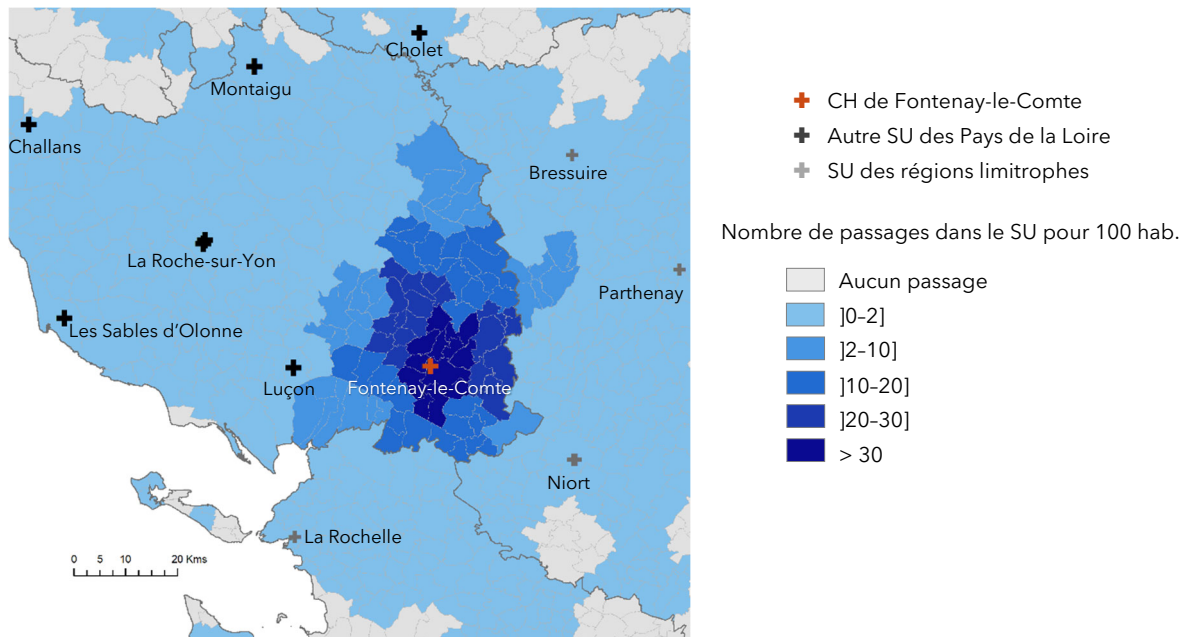 Cholet
Montaigu
Challans
Bressuire
La Roche-sur-Yon
Parthenay
Les Sables d'Olonne
Luçon
Fontenay-le-Comte
Niort
La Rochelle
0 5 10 20 Kms
CH de Fontenay-le-Comte
Autre SU des Pays de la Loire
SU des régions limitrophes
Nombre de passages dans le SU pour 100 hab.
Aucun passage
]0–2]
]2–10]
]10–20]
]20–30]
> 30